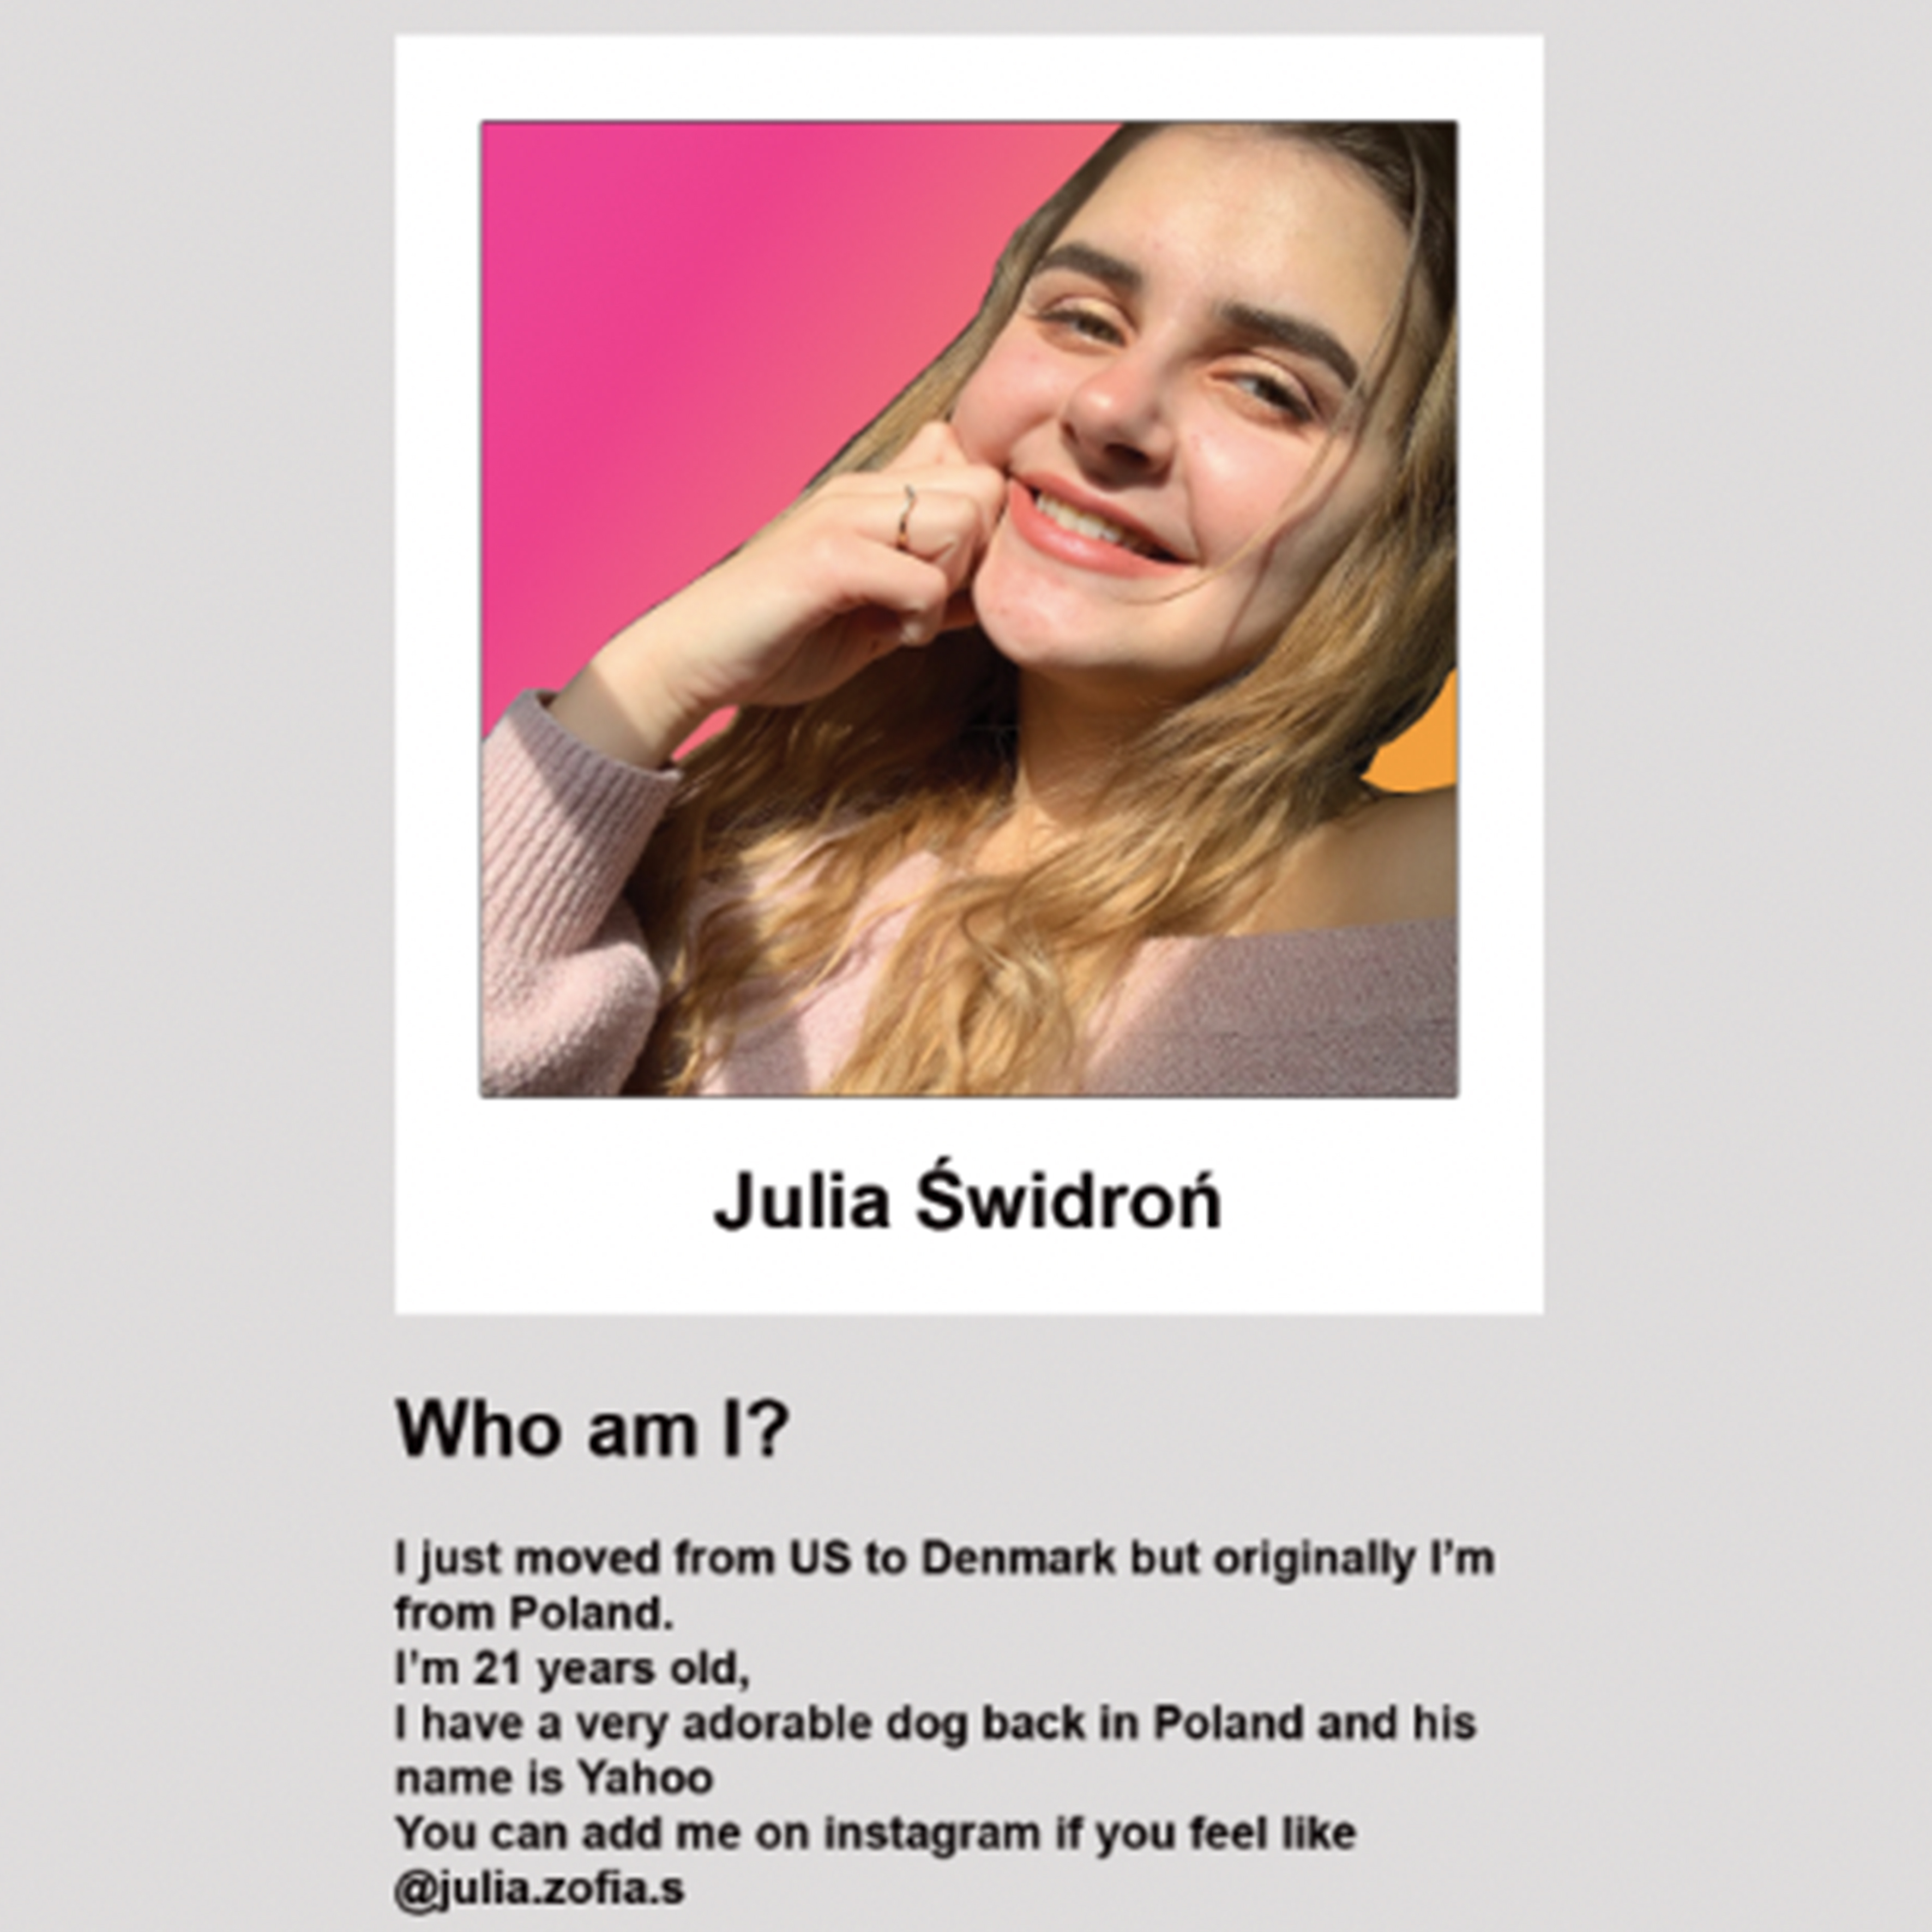 Julia Świdroń
Who am I?
I just moved from US to Denmark but originally I’m
from Poland.
I’m 21 years old,
I have a very adorable dog back in Poland and his
name is Yahoo
You can add me on instagram if you feel like
@julia.zofia.s